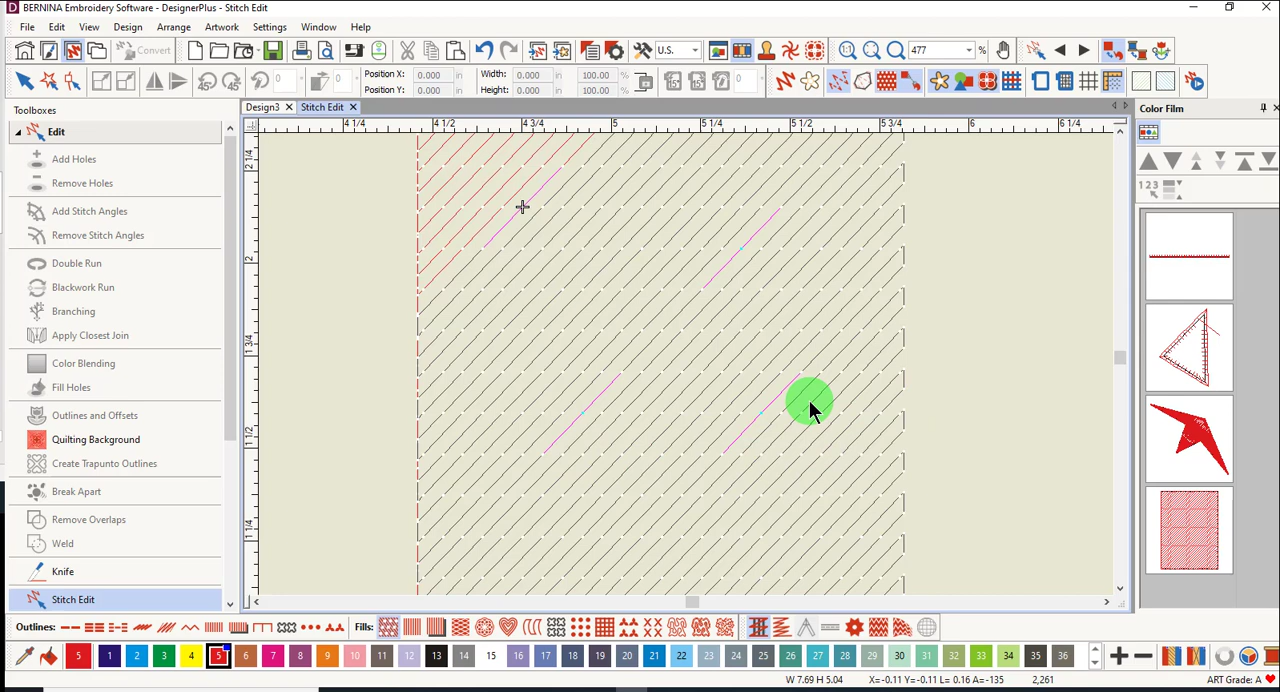 BERNINA Embroidery Software - DesignerPlus - Stitch Edit
File Edit View Design Arrange Artwork Settings Window Help
Convert U.S. 477 %
45 45 0 0 Position X: 0.000 in Width: 0.000 in 100.00 % 0
Position Y: 0.000 in Height: 0.000 in 100.00 %
Toolboxes
Design3 Stitch Edit
Color Film
Edit
4 1/4 4 1/2 4 3/4 5 5 1/4 5 1/2 5 3/4 6 6 1/4
2 1/4
2
1 3/4
1 1/2
1 1/4
Add Holes
Remove Holes
Add Stitch Angles
Remove Stitch Angles
Double Run
Blackwork Run
Branching
Apply Closest Join
Color Blending
Fill Holes
Outlines and Offsets
Quilting Background
Create Trapunto Outlines
Break Apart
Remove Overlaps
Weld
Knife
Stitch Edit
1 2 3
Outlines: Fills:
5 1 2 3 5 4 6 7 8 9 10 11 12 13 14 15 16 17 18 19 20 21 22 23 24 25 26 27 28 29 30 31 32 33 34 35 36
W 7.69 H 5.04 X=-0.11 Y=-0.11 L= 0.16 A=-135 2,261 ART Grade: A